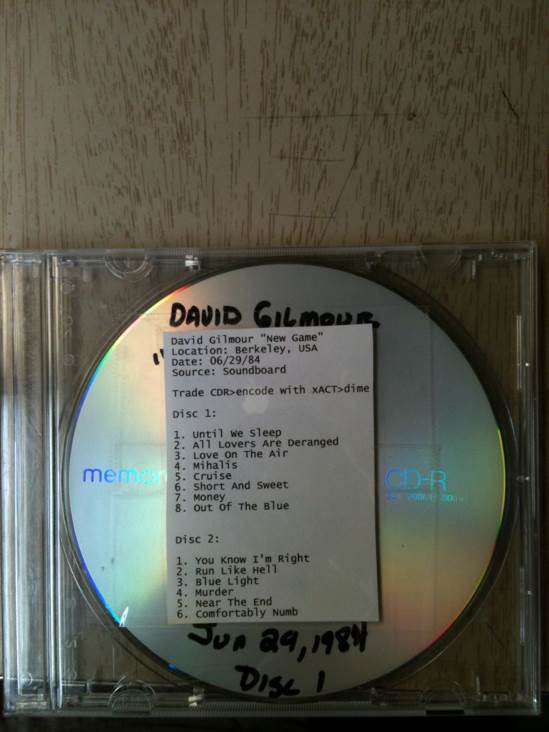 DAVID GILMOUR
David Gilmour "New Game"
Location: Berkeley, USA
Date: 06/29/84
Source: Soundboard
Trade CDR>encode with xACT>dime
Disc 1:
1. Until We Sleep
2. All Lovers Are Deranged
3. Love On The Air
4. Mihalis
5. Cruise
6. Short And Sweet
7. Money
8. Out Of The Blue
CD-R
Disc 2:
1. You Know I'm Right
2. Run Like Hell
3. Blue Light
4. Murder
5. Near The End
6. Comfortably Numb
Jun 29, 1984
Disc 1